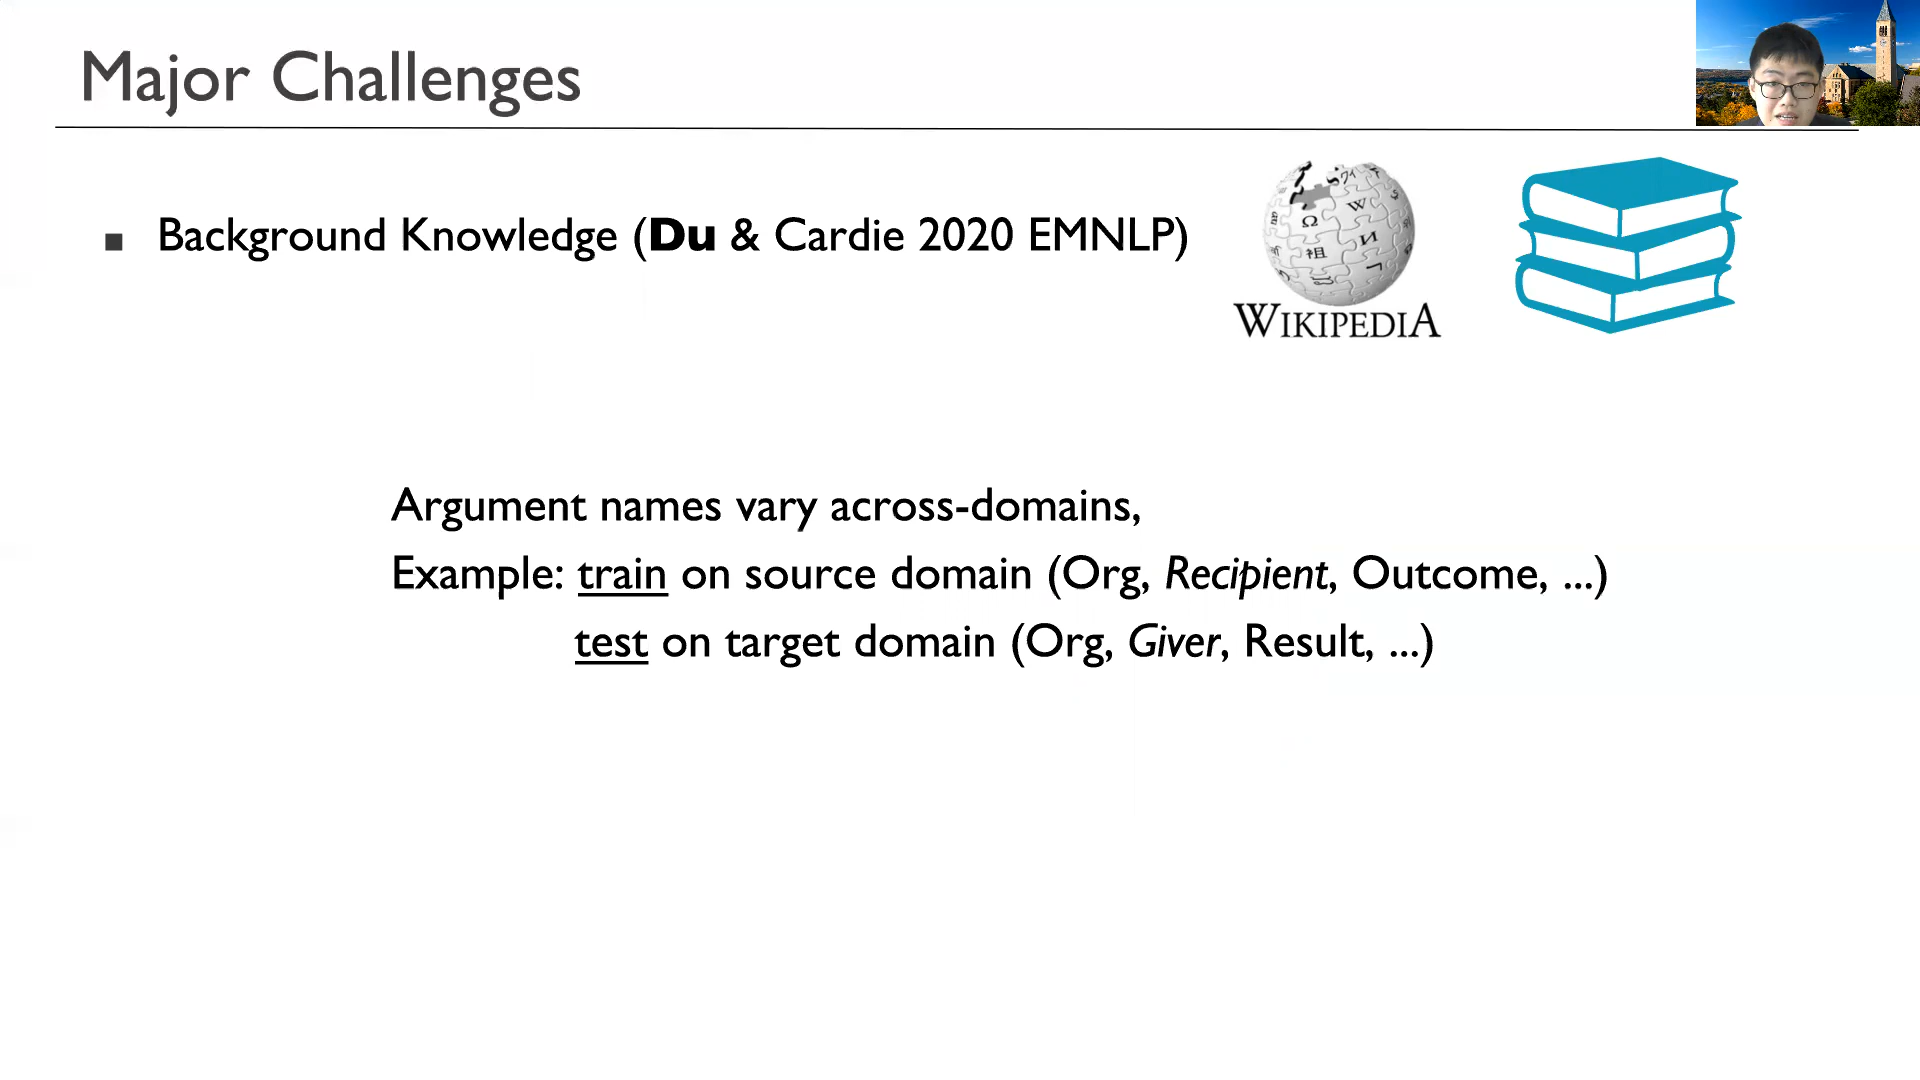 Major Challenges
Background Knowledge (Du & Cardie 2020 EMNLP)
WIKIPEDIA
Argument names vary across-domains,
Example: train on source domain (Org, Recipient, Outcome, ...)
test on target domain (Org, Giver, Result, ...)